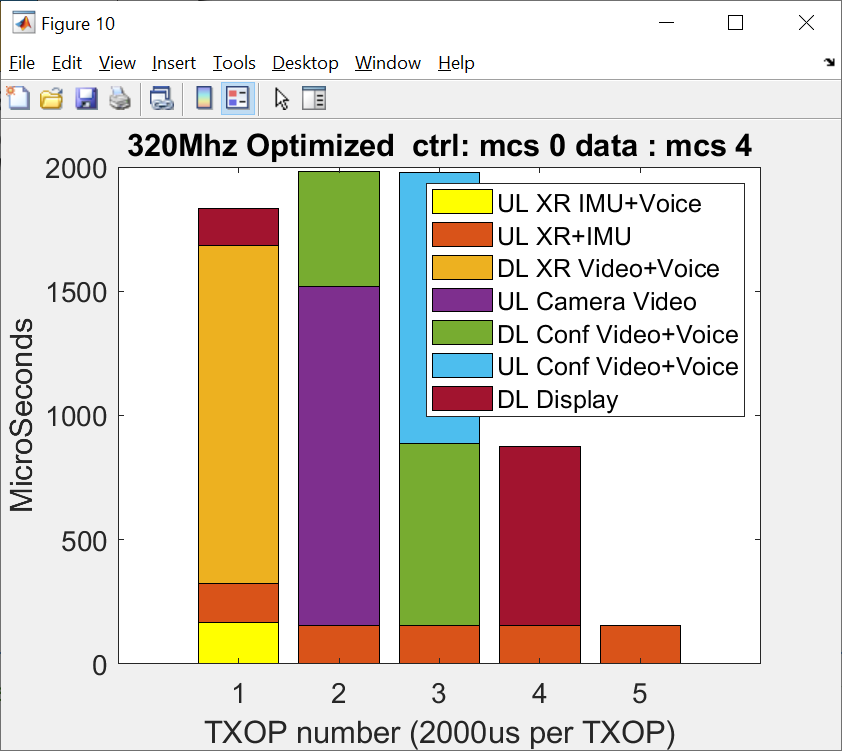 Figure 10
File Edit View Insert Tools Desktop Window Help
320Mhz Optimized  ctrl: mcs 0 data : mcs 4
2000
1500
1000
500
0
MicroSeconds
UL XR IMU+Voice
UL XR+IMU
DL XR Video+Voice
UL Camera Video
DL Conf Video+Voice
UL Conf Video+Voice
DL Display
1 2 3 4 5
TXOP number (2000us per TXOP)